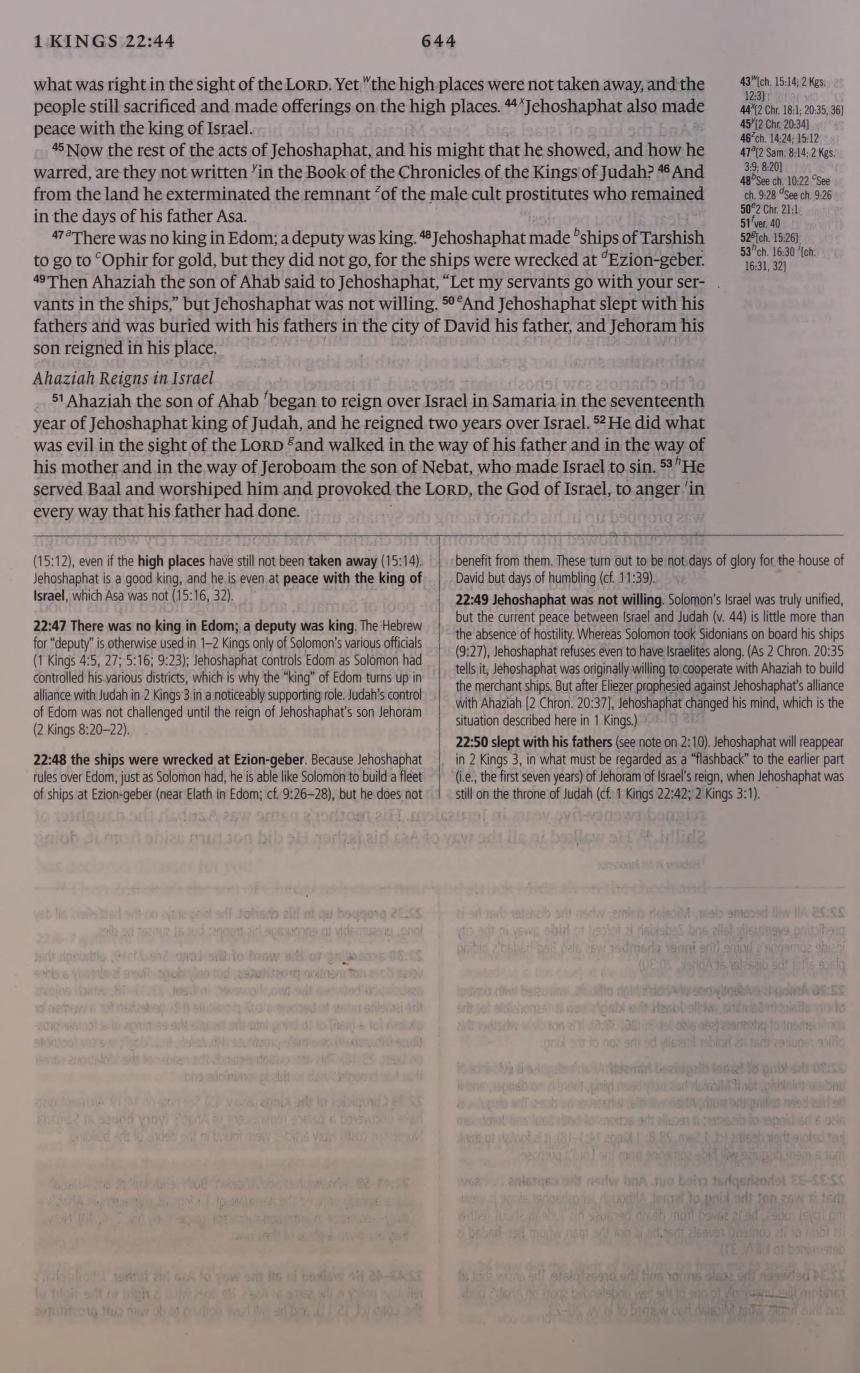 1 KINGS 22:44
644
what was right in the sight of the LORD. Yet ʷthe high places were not taken away, and the
people still sacrificed and made offerings on the high places. ⁴⁴ ˣJehoshaphat also made
peace with the king of Israel.
⁴⁵ Now the rest of the acts of Jehoshaphat, and his might that he showed, and how he
warred, are they not written ʸin the Book of the Chronicles of the Kings of Judah? ⁴⁶ And
from the land he exterminated the remnant ᶻof the male cult prostitutes who remained
in the days of his father Asa.
⁴⁷ ᵃThere was no king in Edom; a deputy was king. ⁴⁸ Jehoshaphat made ᵇships of Tarshish
to go to ᶜOphir for gold, but they did not go, for the ships were wrecked at ᵈEzion-geber.
⁴⁹ Then Ahaziah the son of Ahab said to Jehoshaphat, “Let my servants go with your ser-
vants in the ships,” but Jehoshaphat was not willing. ⁵⁰ ᵉAnd Jehoshaphat slept with his
fathers and was buried with his fathers in the city of David his father, and Jehoram his
son reigned in his place.
Ahaziah Reigns in Israel
⁵¹ Ahaziah the son of Ahab ᶠbegan to reign over Israel in Samaria in the seventeenth
year of Jehoshaphat king of Judah, and he reigned two years over Israel. ⁵² He did what
was evil in the sight of the LORD ᵍand walked in the way of his father and in the way of
his mother and in the way of Jeroboam the son of Nebat, who made Israel to sin. ⁵³ ʰHe
served Baal and worshiped him and provoked the LORD, the God of Israel, to anger ⁱin
every way that his father had done.
43ʷ[ch. 15:14; 2 Kgs.
12:3]
44ˣ[2 Chr. 18:1; 20:35, 36]
45ʸ[2 Chr. 20:34]
46ᶻch. 14:24; 15:12
47ᵃ[2 Sam. 8:14; 2 Kgs.
3:9; 8:20]
48ᵇSee ch. 10:22 ᶜSee
ch. 9:28 ᵈSee ch. 9:26
50ᵉ2 Chr. 21:1
51ᶠver. 40
52ᵍ[ch. 15:26]
53ʰch. 16:30 ⁱ[ch.
16:31, 32]
(15:12), even if the high places have still not been taken away (15:14).
Jehoshaphat is a good king, and he is even at peace with the king of
Israel, which Asa was not (15:16, 32).
22:47 There was no king in Edom; a deputy was king. The Hebrew
for “deputy” is otherwise used in 1–2 Kings only of Solomon’s various officials
(1 Kings 4:5, 27; 5:16; 9:23); Jehoshaphat controls Edom as Solomon had
controlled his various districts, which is why the “king” of Edom turns up in
alliance with Judah in 2 Kings 3 in a noticeably supporting role. Judah’s control
of Edom was not challenged until the reign of Jehoshaphat’s son Jehoram
(2 Kings 8:20–22).
22:48 the ships were wrecked at Ezion-geber. Because Jehoshaphat
rules over Edom, just as Solomon had, he is able like Solomon to build a fleet
of ships at Ezion-geber (near Elath in Edom; cf. 9:26–28), but he does not
benefit from them. These turn out to be not days of glory for the house of
David but days of humbling (cf. 11:39).
22:49 Jehoshaphat was not willing. Solomon’s Israel was truly unified,
but the current peace between Israel and Judah (v. 44) is little more than
the absence of hostility. Whereas Solomon took Sidonians on board his ships
(9:27), Jehoshaphat refuses even to have Israelites along. (As 2 Chron. 20:35
tells it, Jehoshaphat was originally willing to cooperate with Ahaziah to build
the merchant ships. But after Eliezer prophesied against Jehoshaphat’s alliance
with Ahaziah [2 Chron. 20:37], Jehoshaphat changed his mind, which is the
situation described here in 1 Kings.)
22:50 slept with his fathers (see note on 2:10). Jehoshaphat will reappear
in 2 Kings 3, in what must be regarded as a “flashback” to the earlier part
(i.e., the first seven years) of Jehoram of Israel’s reign, when Jehoshaphat was
still on the throne of Judah (cf. 1 Kings 22:42; 2 Kings 3:1).